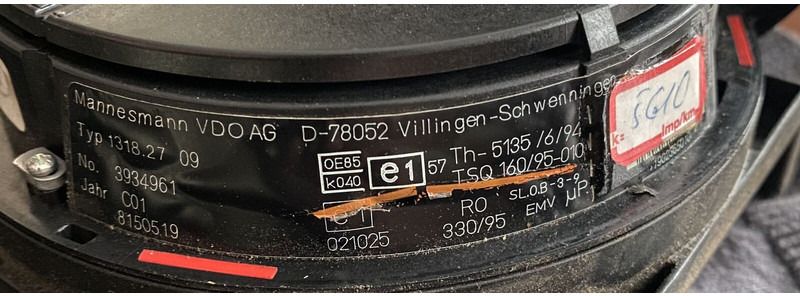 Mannesmann VDO AG D-78052 Villingen-Schwenningen
Typ 1318.27 09
No. 3934961
Jahr C01
8150519
OE85
k040
e1 57
Th-5135/6/94
TSQ 160/95-010
e1
021025
RO
330/95
SL.O.B-3-9
EMV µP
k= 5610 Imp/km